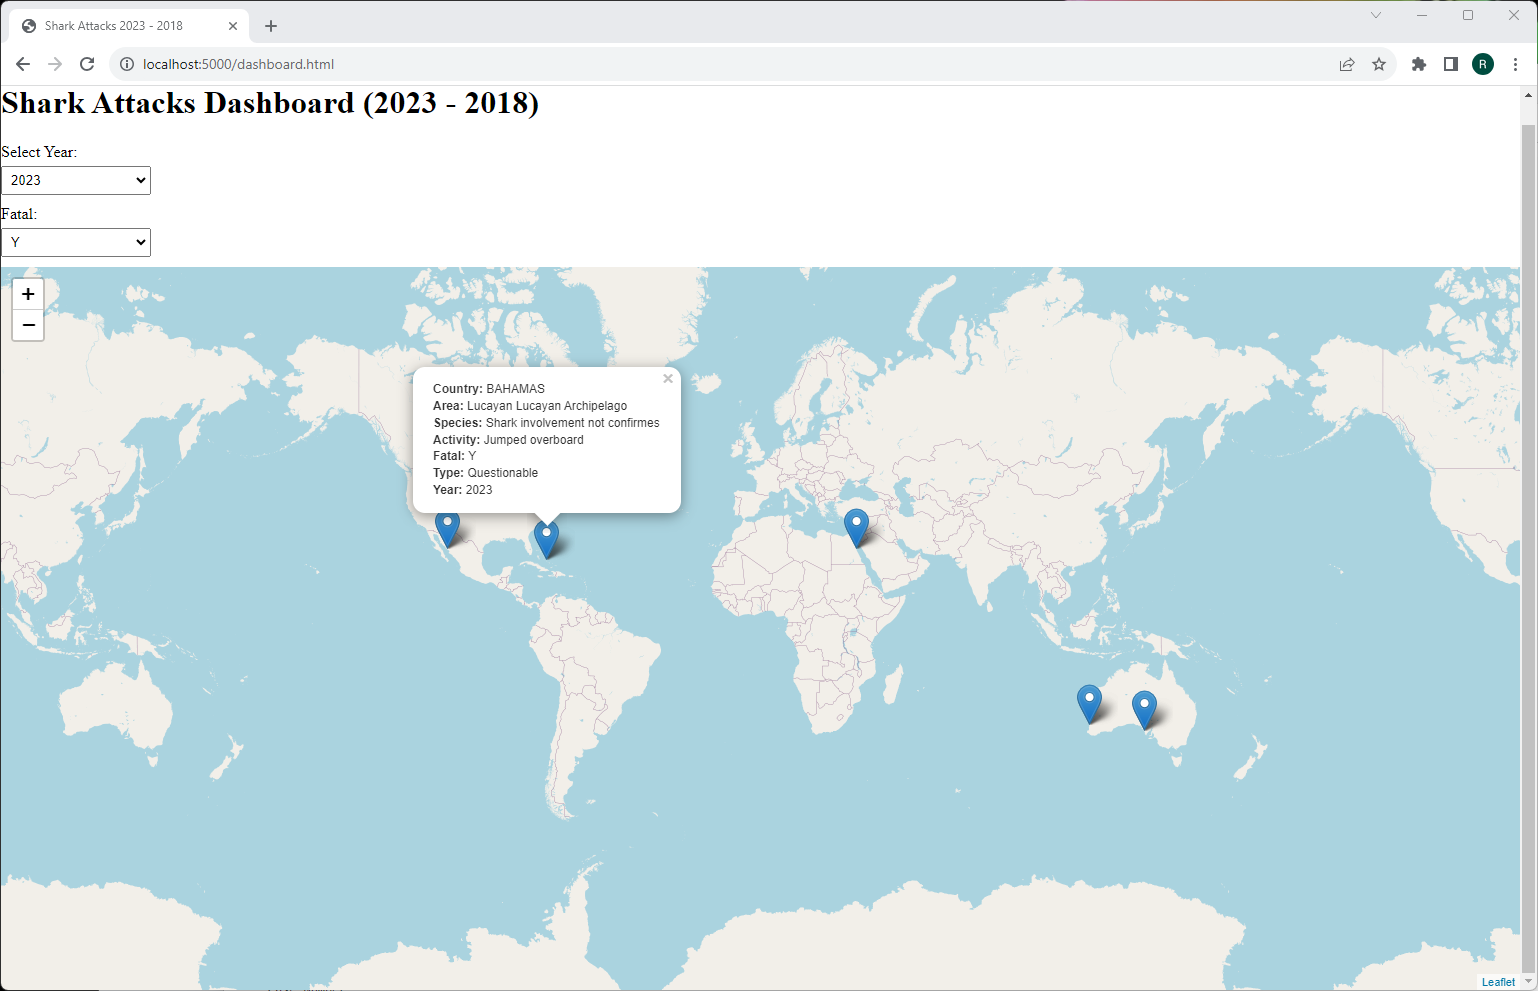 Shark Attacks 2023 - 2018
localhost:5000/dashboard.html
R
Shark Attacks Dashboard (2023 - 2018)
Select Year:
2023
Fatal:
Y
+
−
Country: BAHAMAS
Area: Lucayan Lucayan Archipelago
Species: Shark involvement not confirmes
Activity: Jumped overboard
Fatal: Y
Type: Questionable
Year: 2023
Leaflet